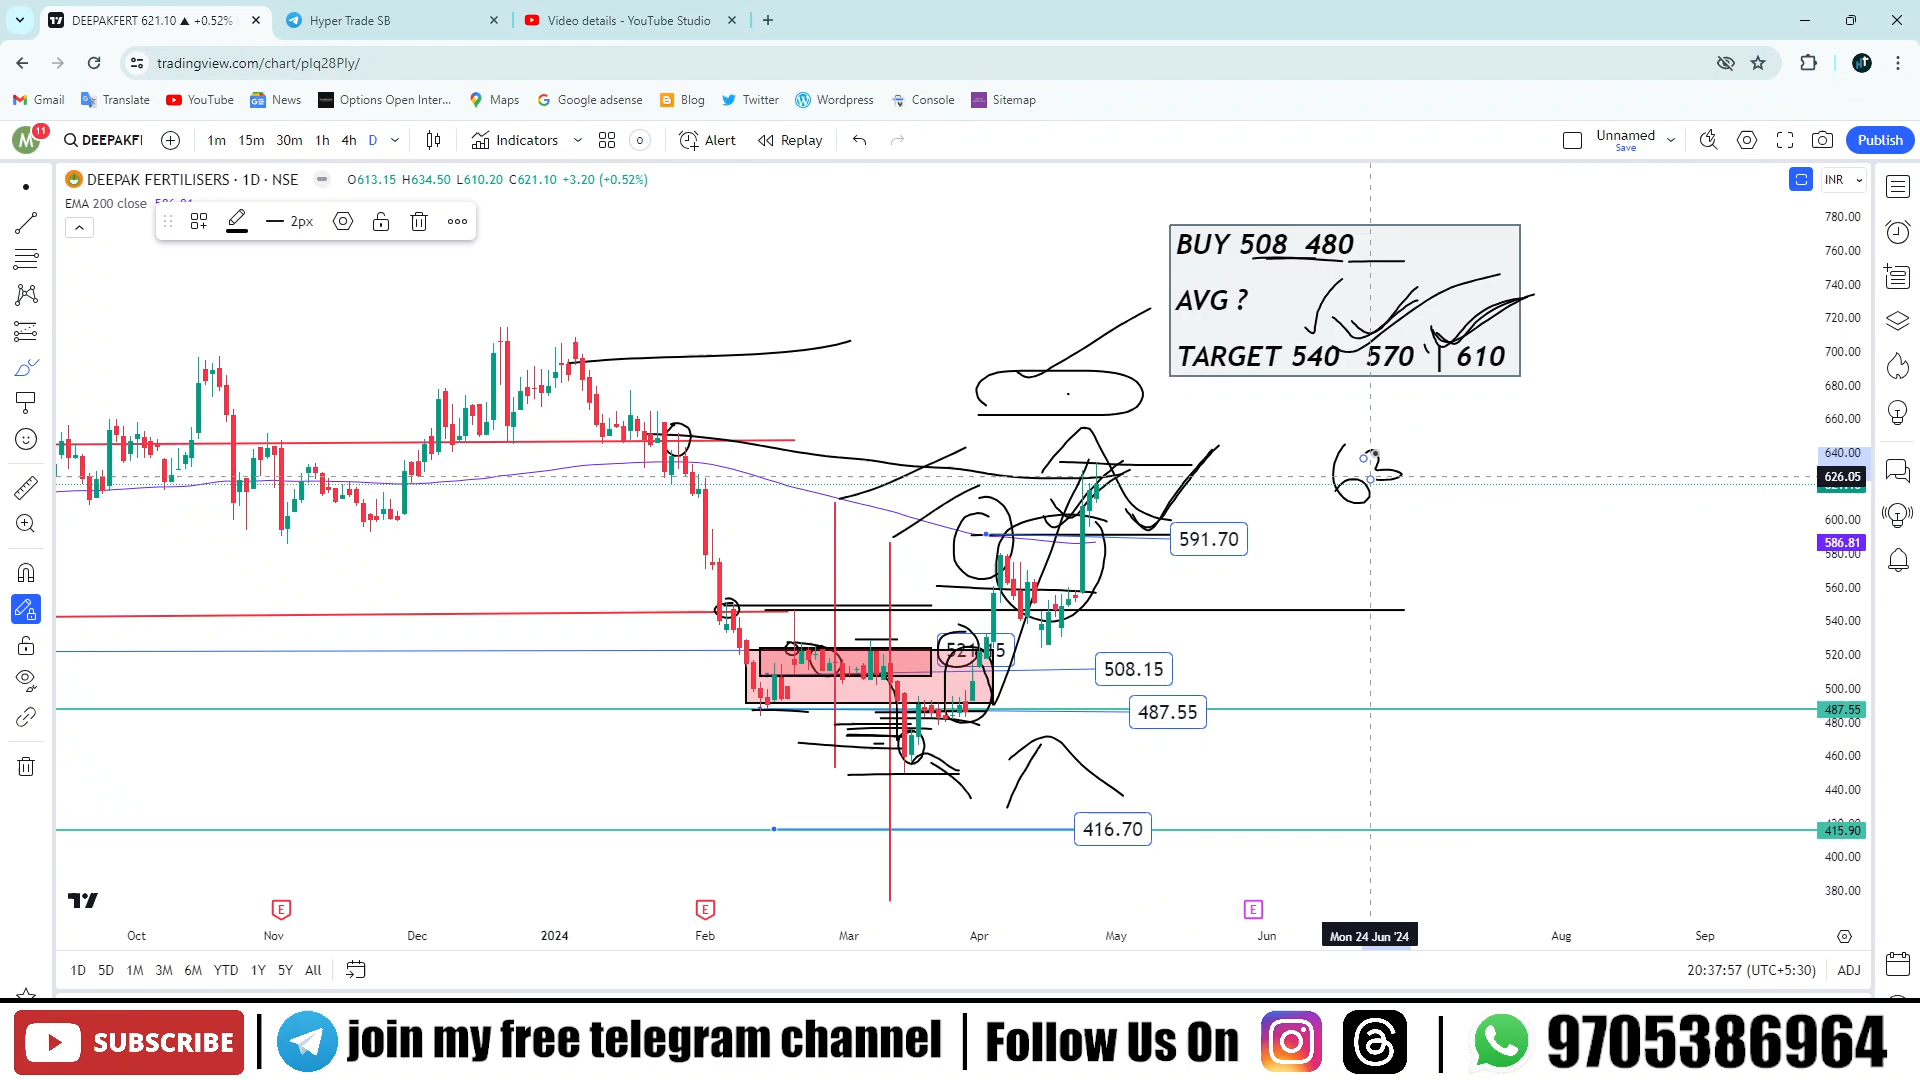 DEEPAKFERT 621.10 ▲ +0.52%
Hyper Trade SB
Video details - YouTube Studio
tradingview.com/chart/pIq28Ply/
Gmail Translate YouTube News Options Open Inter... Maps Google adsense Blog Twitter Wordpress Console Sitemap
M 11 DEEPAKFI 1m 15m 30m 1h 4h D Indicators Alert Replay Unnamed Save Publish
DEEPAK FERTILISERS · 1D · NSE O613.15 H634.50 L610.20 C621.10 +3.20 (+0.52%)
INR
EMA 200 close
2px
BUY 508 480
AVG ?
TARGET 540 570 610
63
780.00
760.00
740.00
720.00
700.00
680.00
660.00
640.00
626.05
600.00
586.81
580.00
560.00
540.00
520.00
500.00
487.55
480.00
460.00
440.00
415.90
400.00
380.00
591.70
508.15
487.55
416.70
E E E
Oct Nov Dec 2024 Feb Mar Apr May Jun Mon 24 Jun '24 Aug Sep
1D 5D 1M 3M 6M YTD 1Y 5Y All 20:37:57 (UTC+5:30) ADJ
SUBSCRIBE | join my free telegram channel | Follow Us On | 9705386964